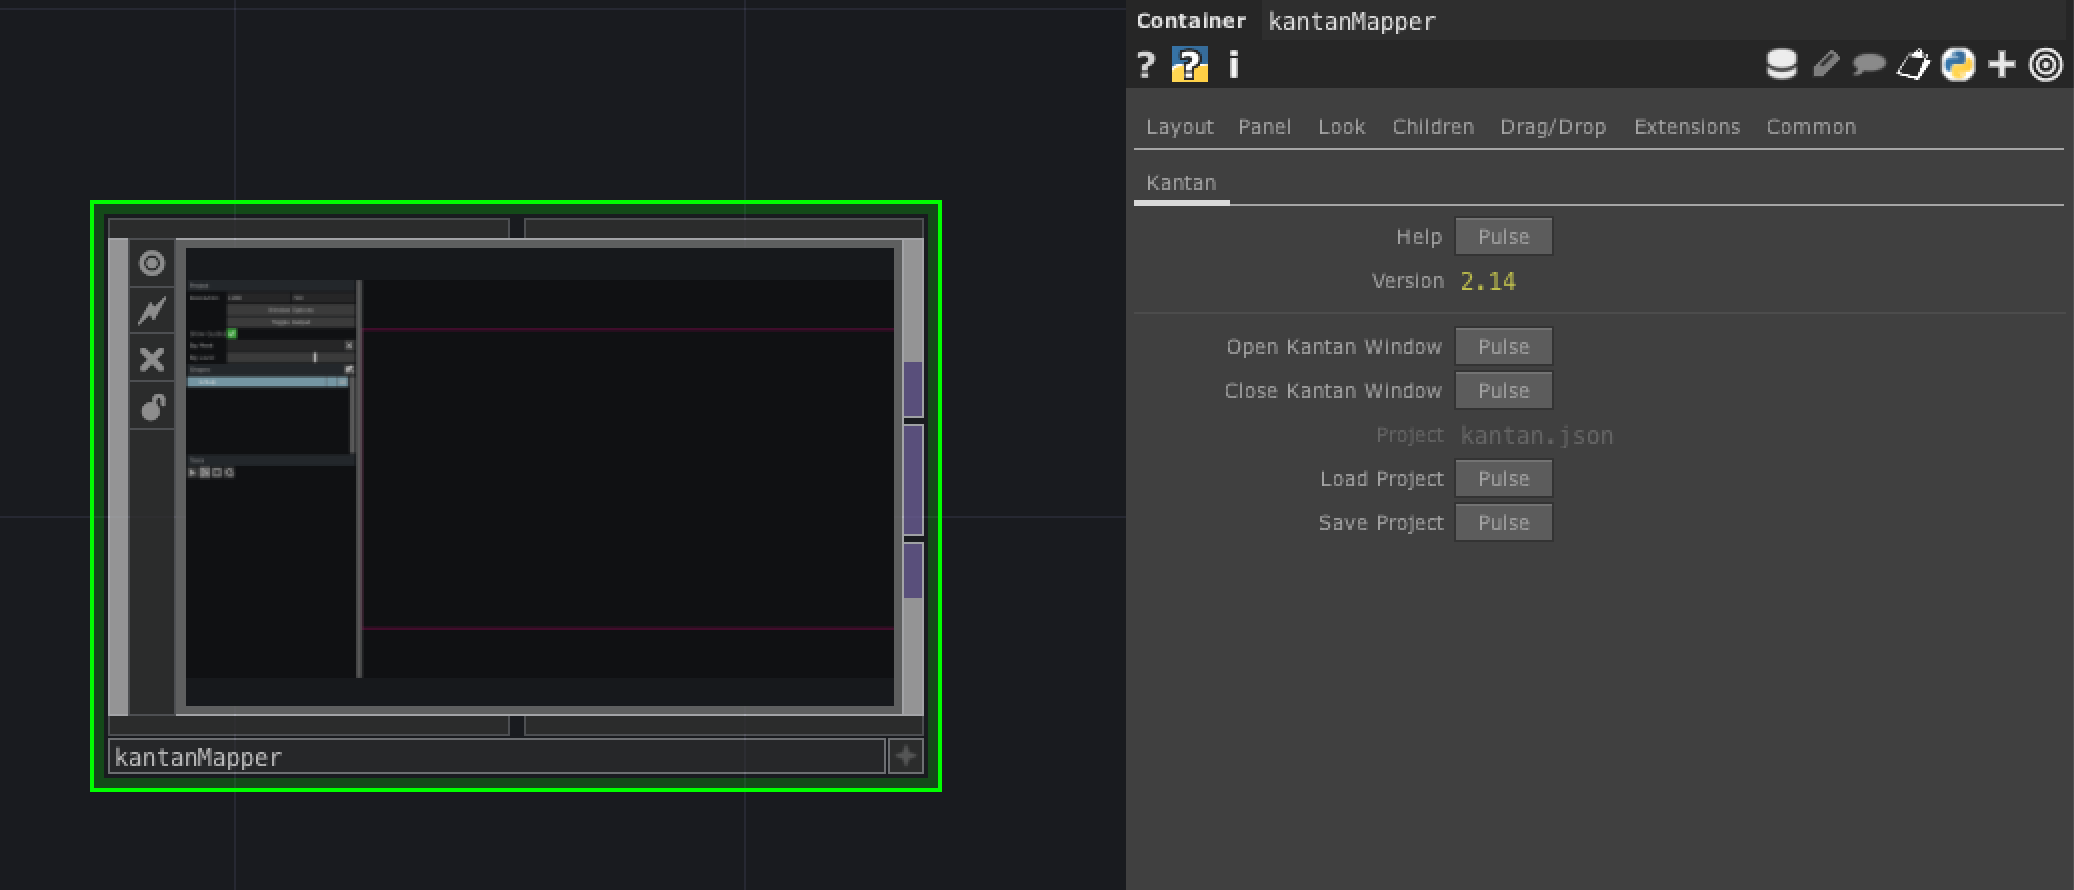 Container kantanMapper
? ? i
Layout Panel Look Children Drag/Drop Extensions Common
Kantan
Help Pulse
Version 2.14
Open Kantan Window Pulse
Close Kantan Window Pulse
Project kantan.json
Load Project Pulse
Save Project Pulse
kantanMapper